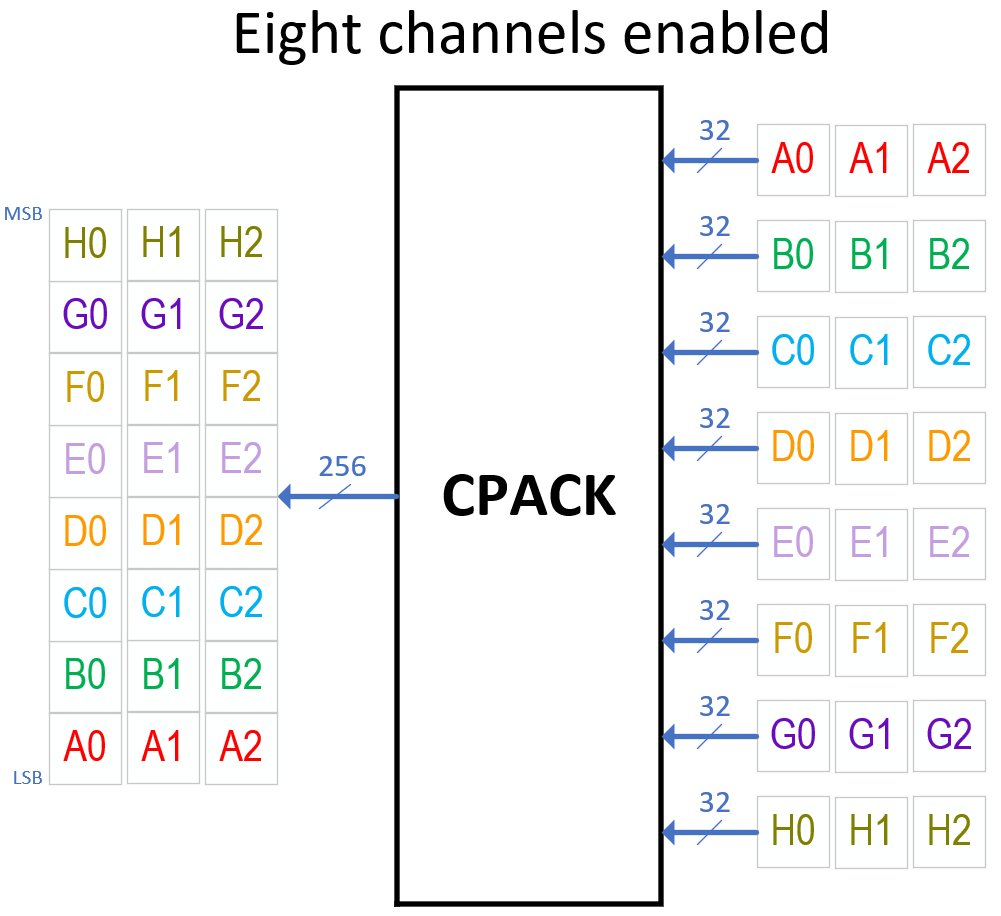 Eight channels enabled
MSB
H0 H1 H2
G0 G1 G2
F0 F1 F2
E0 E1 E2
D0 D1 D2
C0 C1 C2
B0 B1 B2
A0 A1 A2
LSB
256
CPACK
32
A0 A1 A2
32
B0 B1 B2
32
C0 C1 C2
32
D0 D1 D2
32
E0 E1 E2
32
F0 F1 F2
32
G0 G1 G2
32
H0 H1 H2